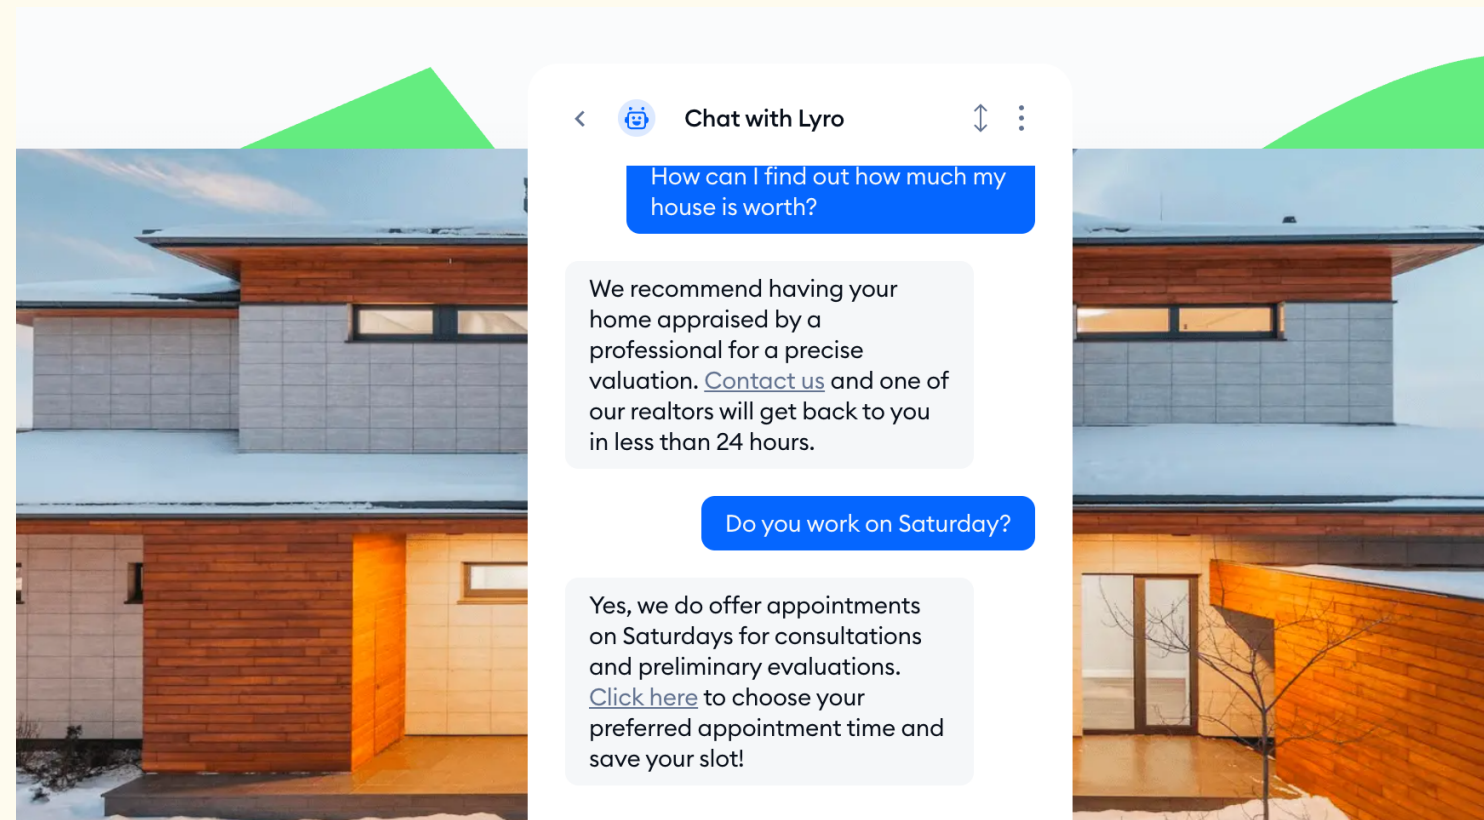 Chat with Lyro
How can I find out how much my
house is worth?
We recommend having your
home appraised by a
professional for a precise
valuation. Contact us and one of
our realtors will get back to you
in less than 24 hours.
Do you work on Saturday?
Yes, we do offer appointments
on Saturdays for consultations
and preliminary evaluations.
Click here to choose your
preferred appointment time and
save your slot!